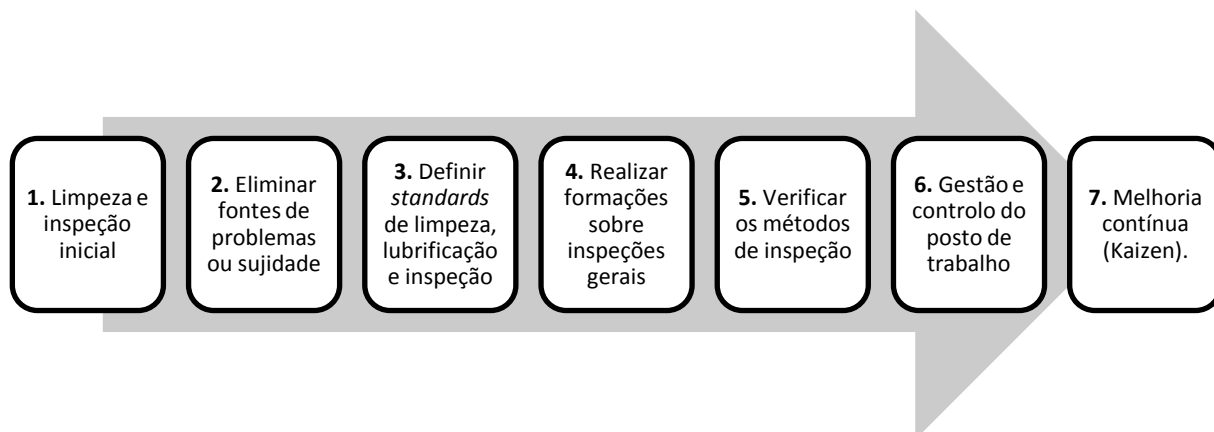 1. Limpeza e
inspeção
inicial
2. Eliminar
fontes de
problemas
ou sujidade
3. Definir
standards
de limpeza,
lubrificação
e inspeção
4. Realizar
formações
sobre
inspeções
gerais
5. Verificar
os métodos
de inspeção
6. Gestão e
controlo do
posto de
trabalho
7. Melhoria
contínua
(Kaizen).